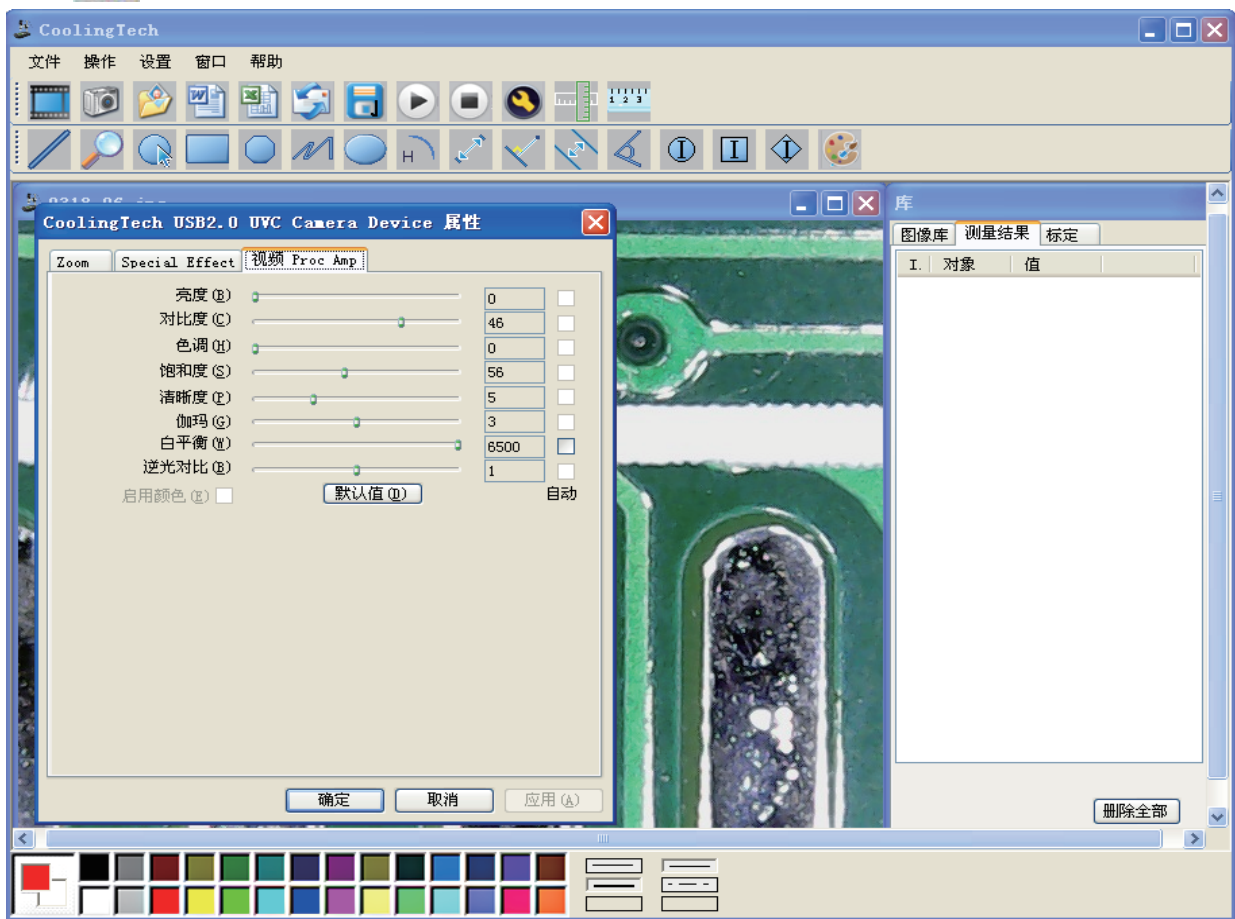 CoolingTech
文件 操作 设置 窗口 帮助
1 2 3
H
0318-06.jpg
库
CoolingTech USB2.0 UVC Camera Device 属性
图像库 测量结果 标定
Zoom Special Effect 视频 Proc Amp
I. 对象 值
亮度(B) 0
对比度(C) 46
色调(H) 0
饱和度(S) 56
清晰度(P) 5
伽玛(G) 3
白平衡(W) 6500
逆光对比(B) 1
启用颜色(E) 默认值(D) 自动
确定 取消 应用(A)
删除全部